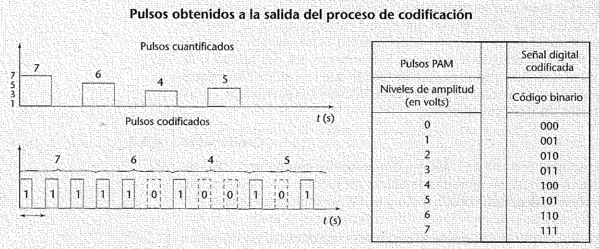 Pulsos obtenidos a la salida del proceso de codificación
Pulsos cuantificados
7
5
3
1
7 6 4 5
t (s)
Pulsos codificados
7 6 4 5
1 1 1 1 1 0 1 0 0 1 0 1
t (s)
Pulsos PAM
Señal digital
codificada
Niveles de amplitud
(en volts)
Código binario
0 000
1 001
2 010
3 011
4 100
5 101
6 110
7 111